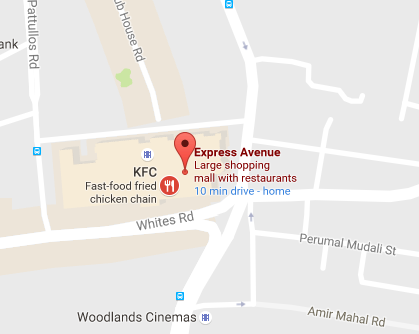 Pattullos Rd
ub House Rd
ank
KFC
Fast-food fried
chicken chain
Express Avenue
Large shopping
mall with restaurants
10 min drive - home
Whites Rd
Perumal Mudali St
Woodlands Cinemas
Amir Mahal Rd